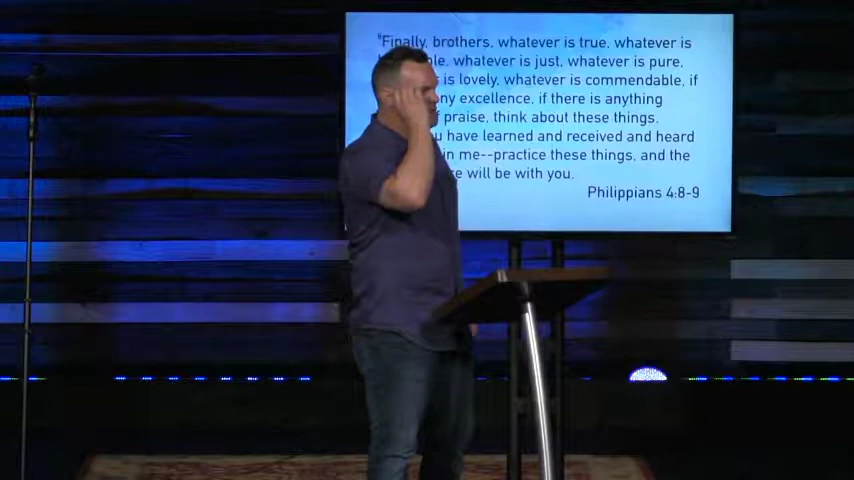 8Finally, brothers, whatever is true, whatever is
ble, whatever is just, whatever is pure,
is lovely, whatever is commendable, if
ny excellence, if there is anything
f praise, think about these things.
u have learned and received and heard
in me--practice these things, and the
will be with you.
Philippians 4:8-9